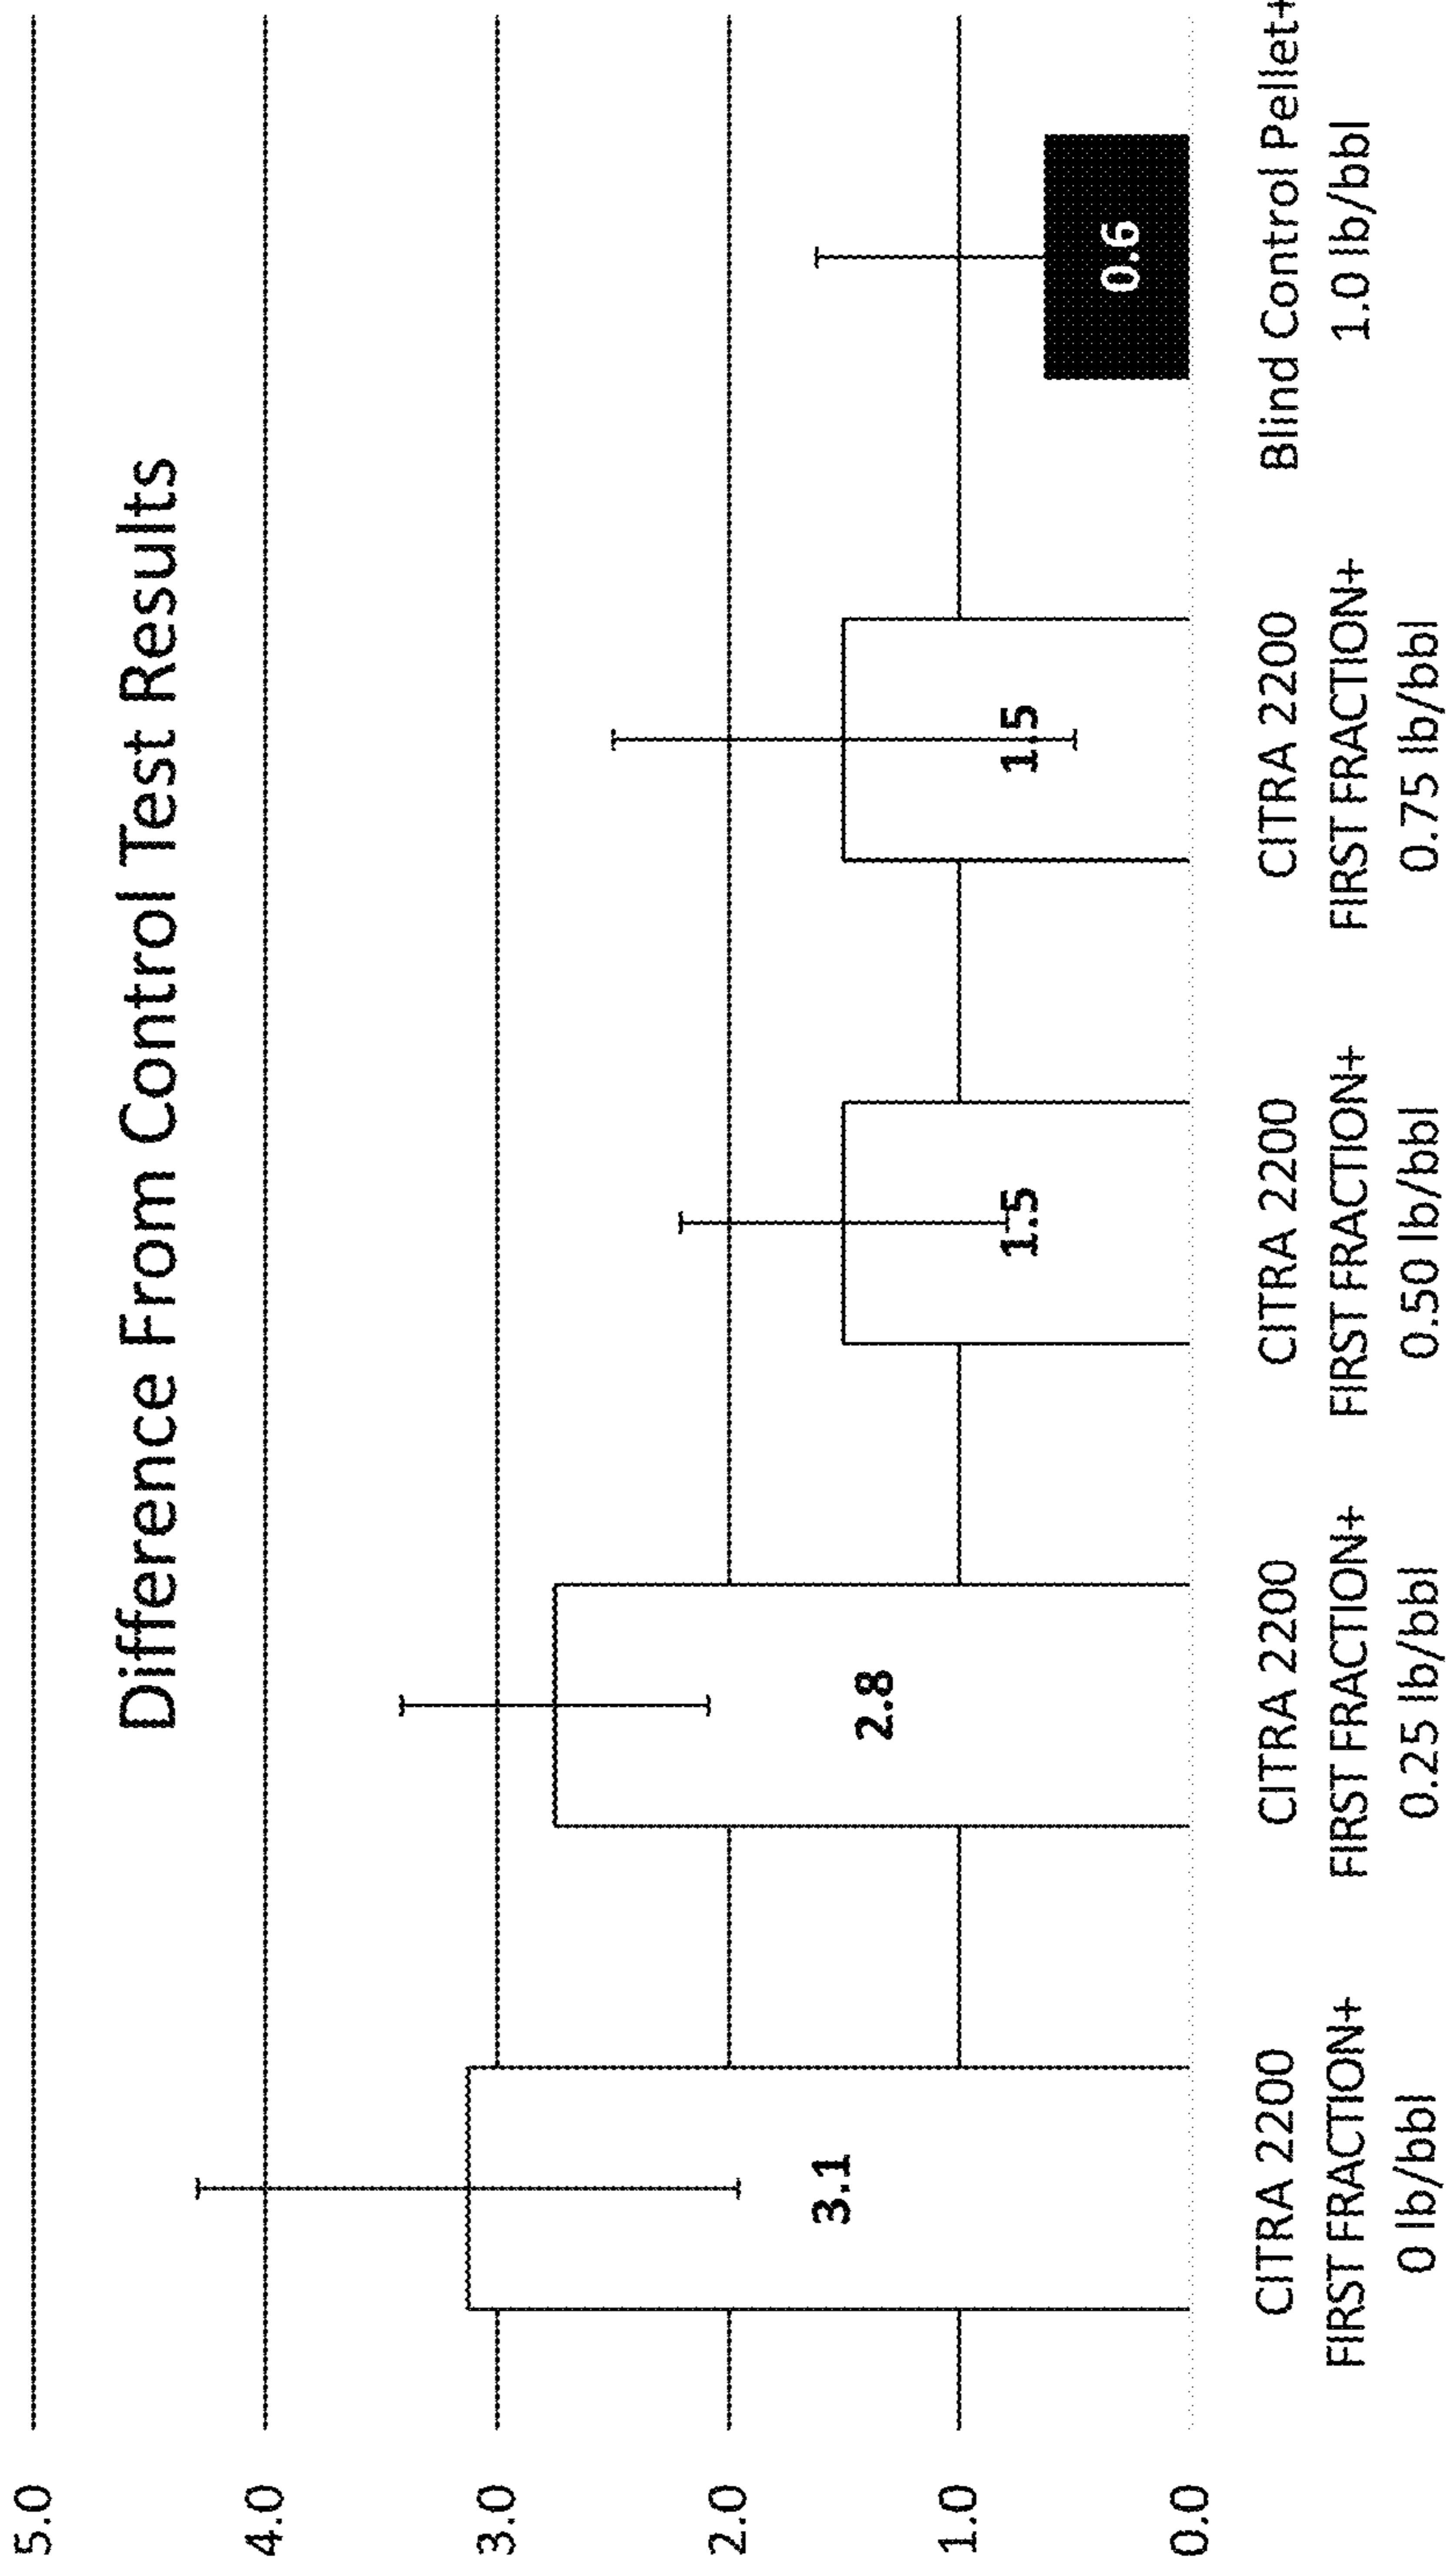 Difference From Control Test Results
5.0
4.0
3.0
2.0
1.0
0.0
3.1
2.8
1.5
1.5
0.6
CITRA 2200
FIRST FRACTION+
0 lb/bbl
CITRA 2200
FIRST FRACTION+
0.25 lb/bbl
CITRA 2200
FIRST FRACTION+
0.50 lb/bbl
CITRA 2200
FIRST FRACTION+
0.75 lb/bbl
Blind Control Pellet+
1.0 lb/bbl